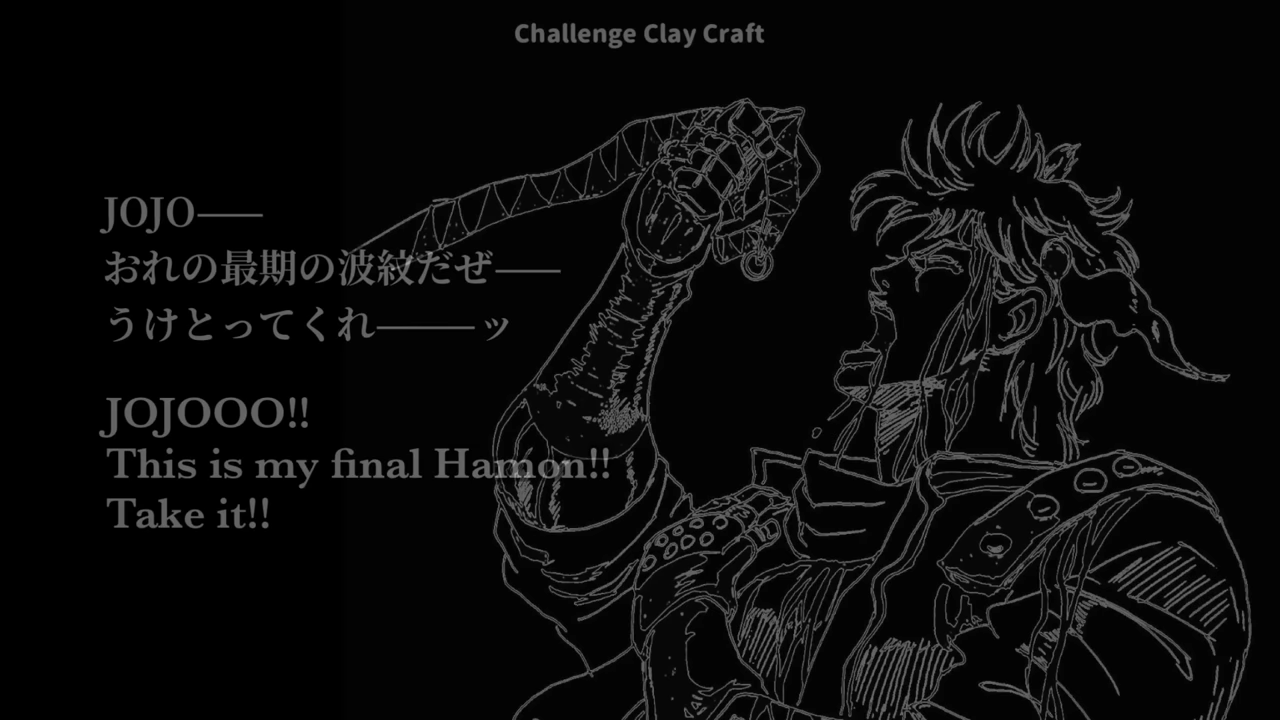 Challenge Clay Craft
JOJO——
おれの最期の波紋だぜ——
うけとってくれ———ッ
JOJOOO!!
This is my final Hamon!!
Take it!!